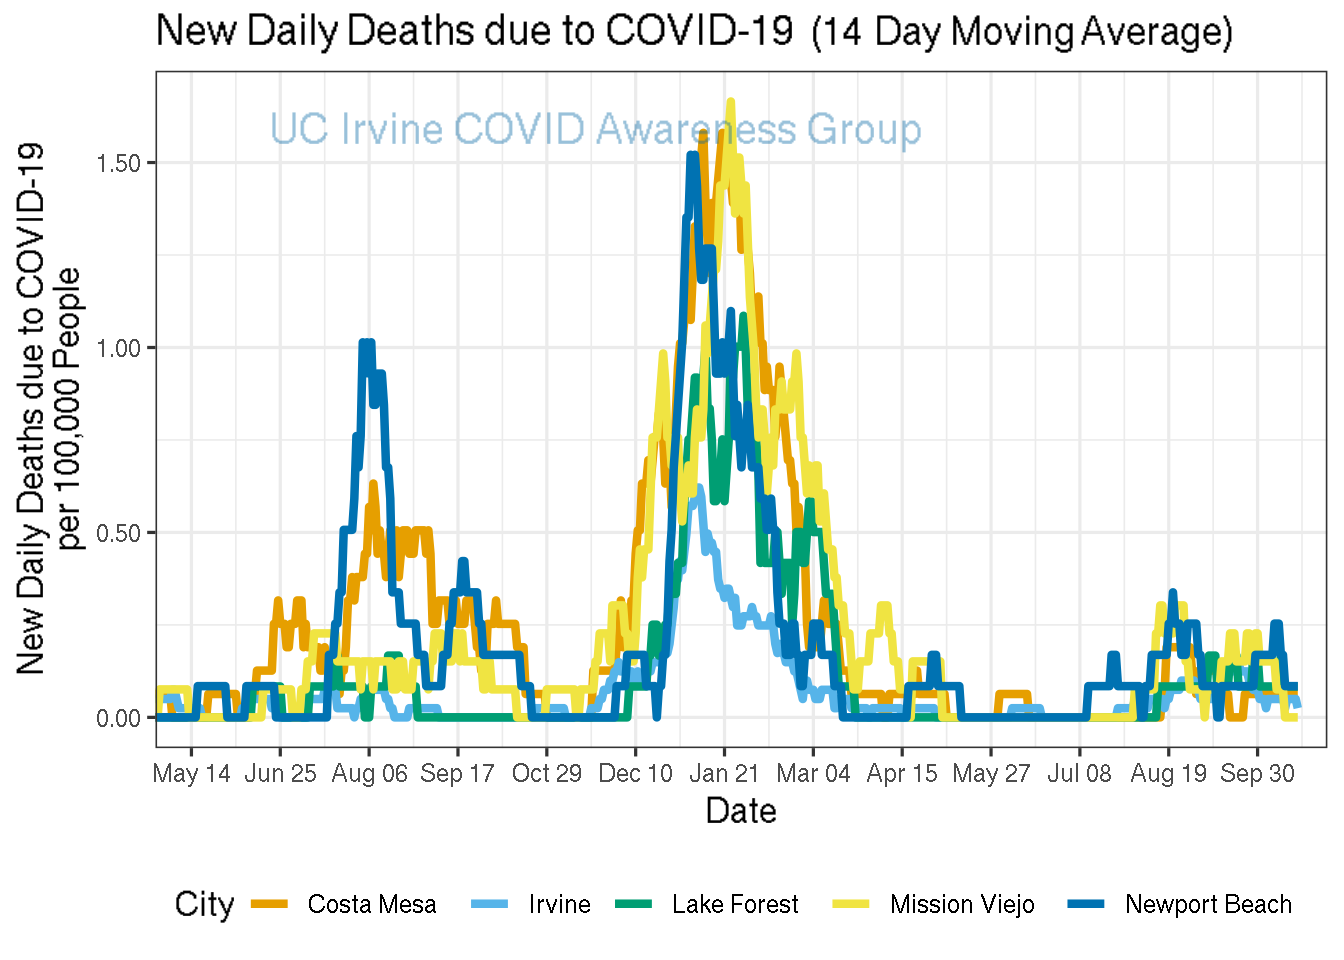 New Daily Deaths due to COVID-19 (14 Day Moving Average)
UC Irvine COVID Awareness Group
New Daily Deaths due to COVID-19
per 100,000 People
1.50
1.00
0.50
0.00
May 14 Jun 25 Aug 06 Sep 17 Oct 29 Dec 10 Jan 21 Mar 04 Apr 15 May 27 Jul 08 Aug 19 Sep 30
Date
City Costa Mesa Irvine Lake Forest Mission Viejo Newport Beach